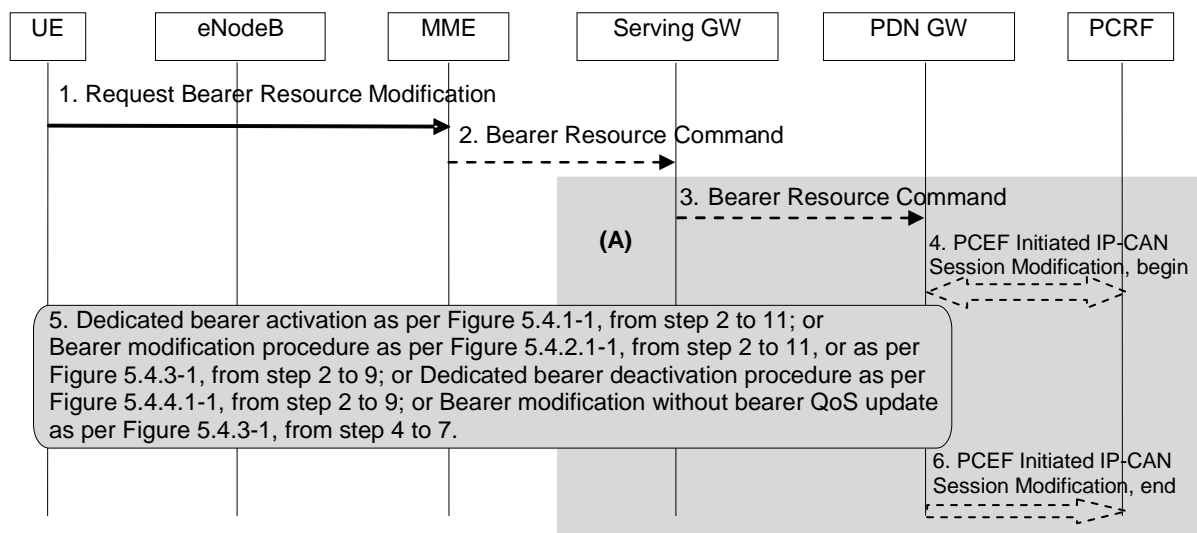 UE
eNodeB
MME
Serving GW
PDN GW
PCRF
1. Request Bearer Resource Modification
2. Bearer Resource Command
3. Bearer Resource Command
(A)
4. PCEF Initiated IP-CAN
Session Modification, begin
5. Dedicated bearer activation as per Figure 5.4.1-1, from step 2 to 11; or
Bearer modification procedure as per Figure 5.4.2.1-1, from step 2 to 11, or as per
Figure 5.4.3-1, from step 2 to 9; or Dedicated bearer deactivation procedure as per
Figure 5.4.4.1-1, from step 2 to 9; or Bearer modification without bearer QoS update
as per Figure 5.4.3-1, from step 4 to 7.
6. PCEF Initiated IP-CAN
Session Modification, end